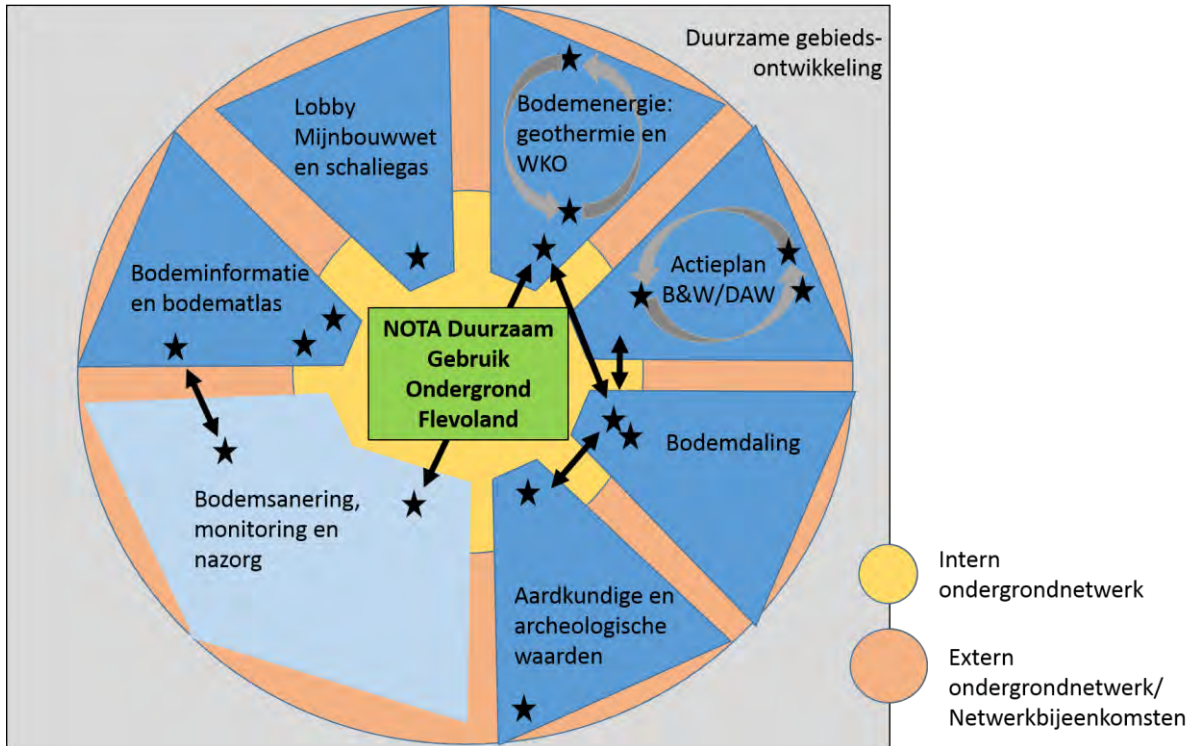 Duurzame gebieds-
ontwikkeling
Lobby
Mijnbouwwet
en schaliegas
Bodemenergie:
geothermie en
WKO
Bodeminformatie
en bodematlas
Actieplan
B&W/DAW
NOTA Duurzaam
Gebruik
Ondergrond
Flevoland
Bodemdaling
Bodemsanering,
monitoring en
nazorg
Aardkundige en
archeologische
waarden
Intern
ondergrondnetwerk
Extern
ondergrondnetwerk/
Netwerkbijeenkomsten